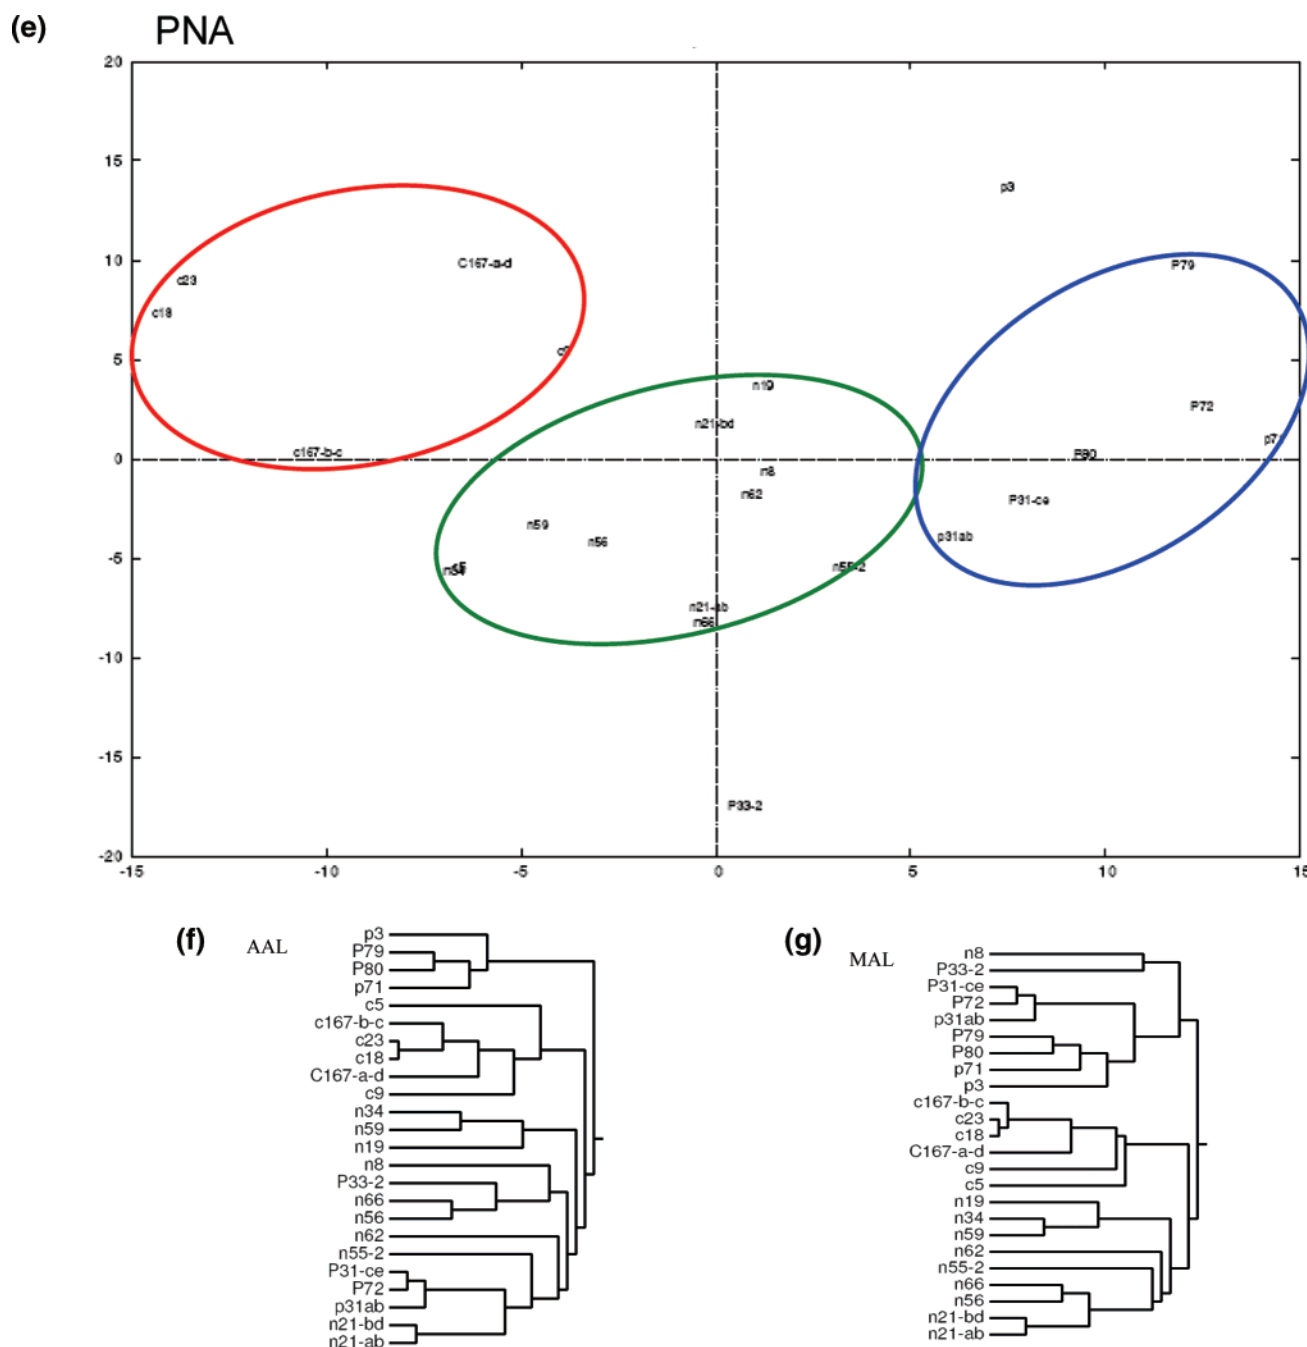 (e) PNA
20
15
p3
10
C167-a-d
P79
c23
c18
5
n19
P72
n21-bd
p71
c167-b-c
P80
0
n8
n62
P31-ce
n59
p31ab
n56
-5
n55-2
n21-ab
n66
-10
-15
P33-2
-20
-15 -10 -5 0 5 10 15
(f) AAL
p3
P79
P80
p71
c5
c167-b-c
c23
c18
C167-a-d
c9
n34
n59
n19
n8
P33-2
n66
n56
n62
n55-2
P31-ce
P72
p31ab
n21-bd
n21-ab
(g) MAL
n8
P33-2
P31-ce
P72
p31ab
P79
P80
p71
p3
c167-b-c
c23
c18
C167-a-d
c9
c5
n19
n34
n59
n62
n55-2
n66
n56
n21-bd
n21-ab